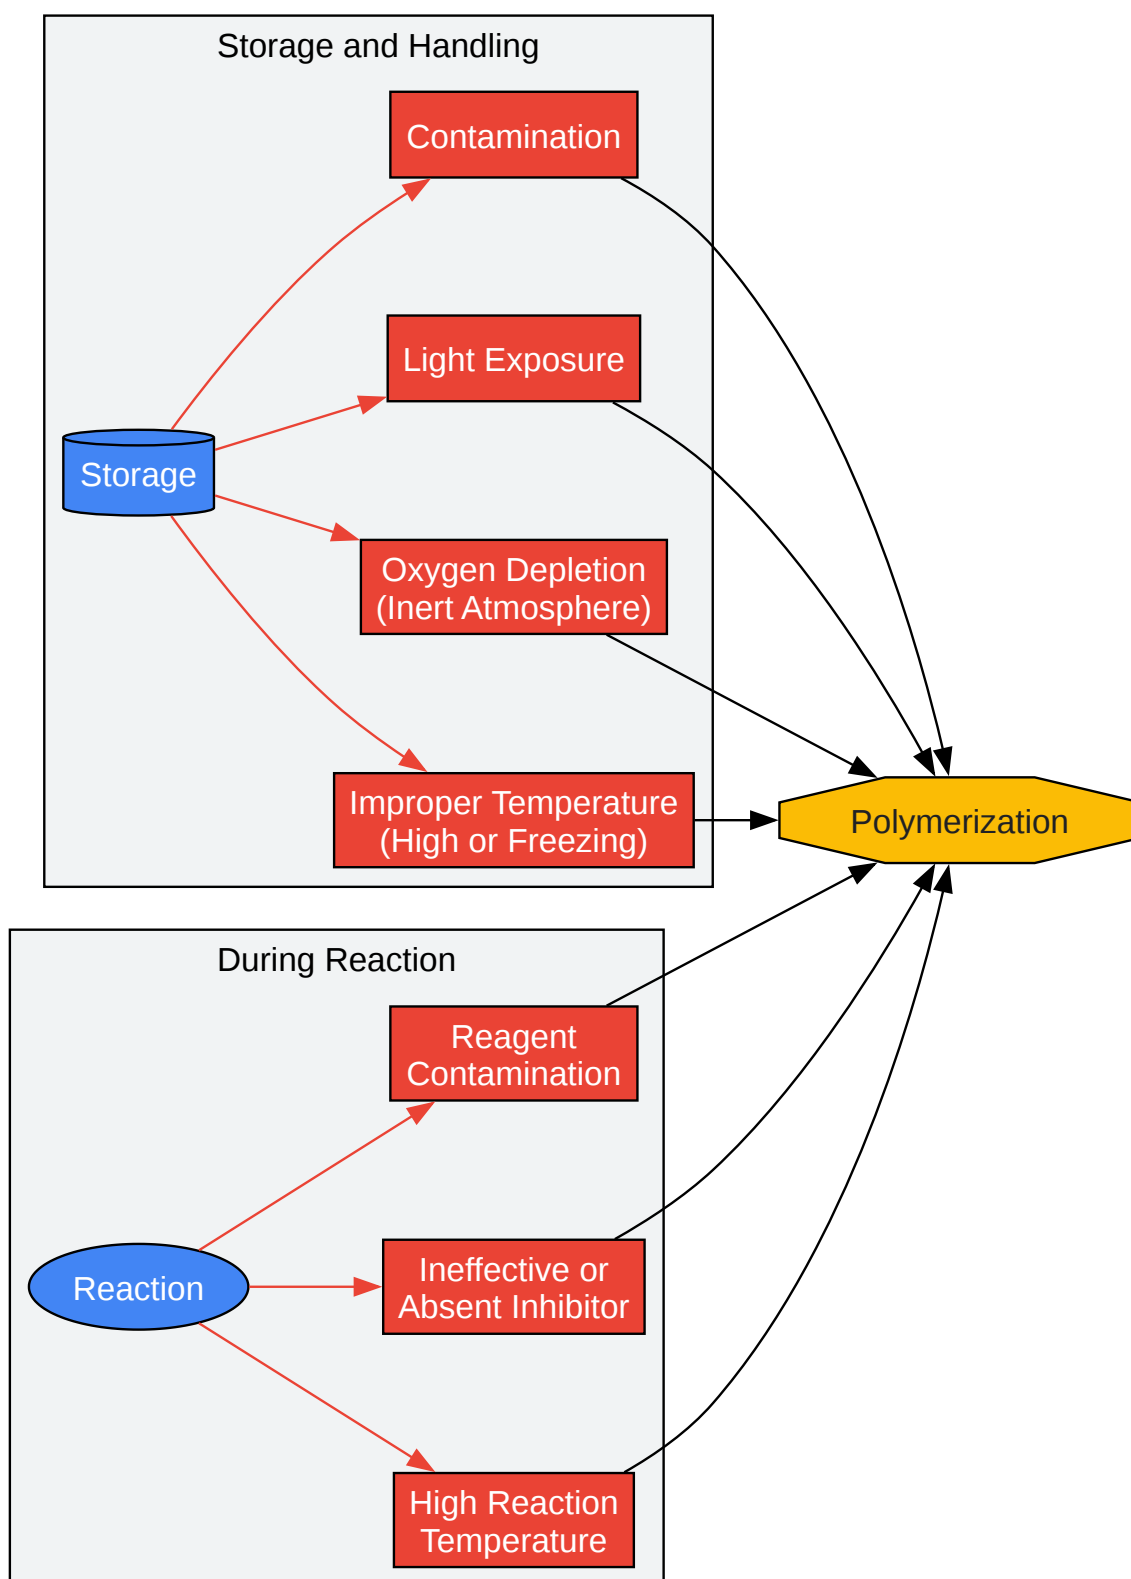 Storage and Handling
Contamination
Light Exposure
Storage
Oxygen Depletion
(Inert Atmosphere)
Improper Temperature
(High or Freezing)
Polymerization
During Reaction
Reagent
Contamination
Reaction
Ineffective or
Absent Inhibitor
High Reaction
Temperature